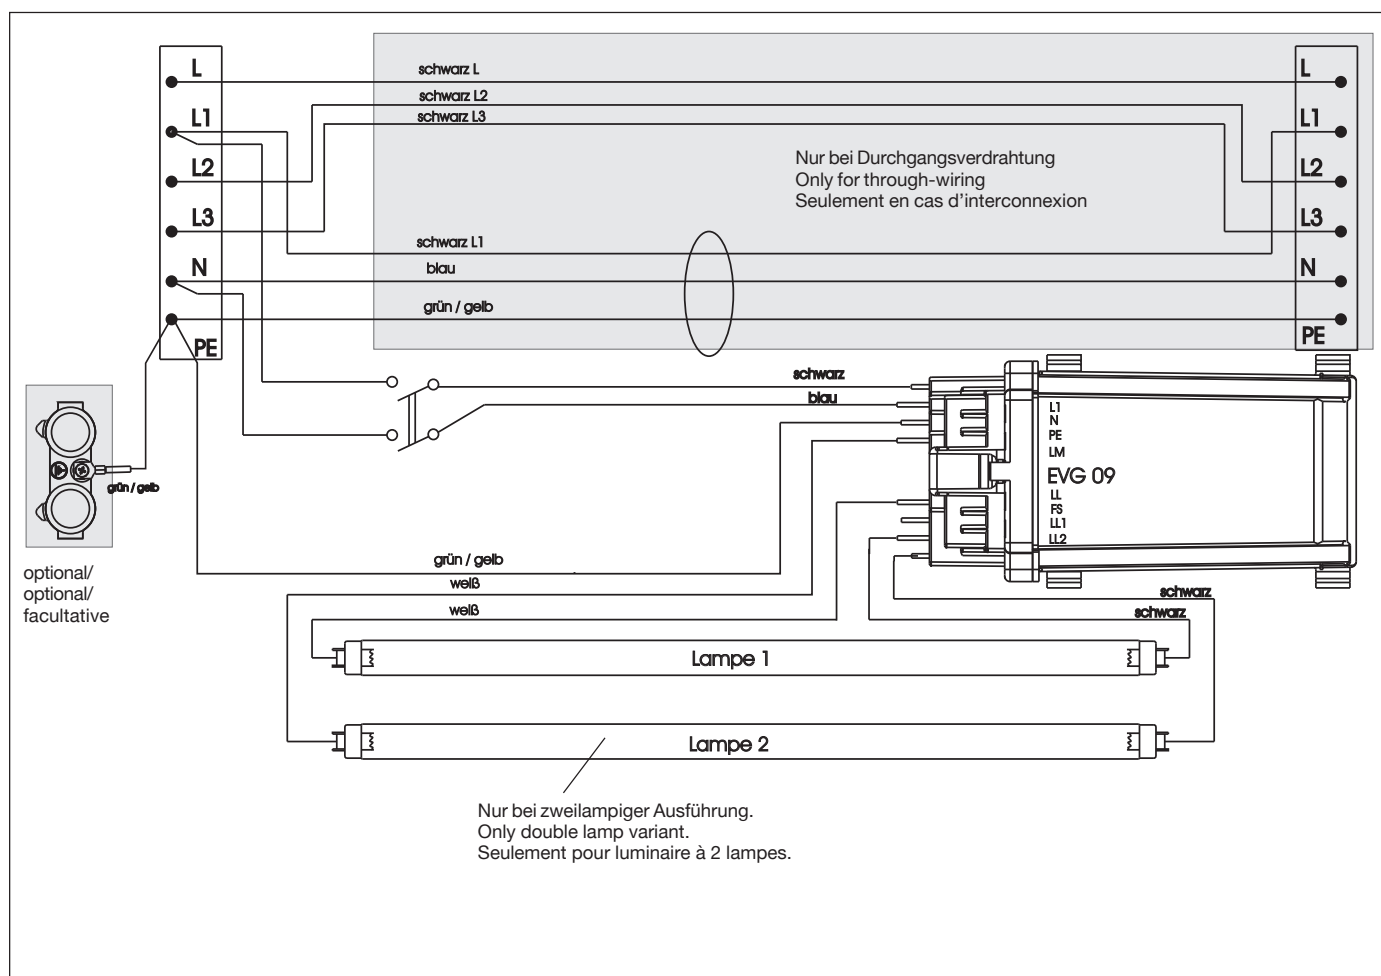 L
L1
L2
L3
N
PE
schwarz L
schwarz L2
schwarz L3
Nur bei Durchgangsverdrahtung
Only for through-wiring
Seulement en cas d'interconnexion
schwarz L1
blau
grün / gelb
L
L1
L2
L3
N
PE
schwarz
blau
L1
N
PE
LM
EVG 09
LL
FS
LL1
LL2
grün / gelb
optional/
optional/
facultative
grün / gelb
weiß
weiß
schwarz
schwarz
Lampe 1
Lampe 2
Nur bei zweilampiger Ausführung.
Only double lamp variant.
Seulement pour luminaire à 2 lampes.